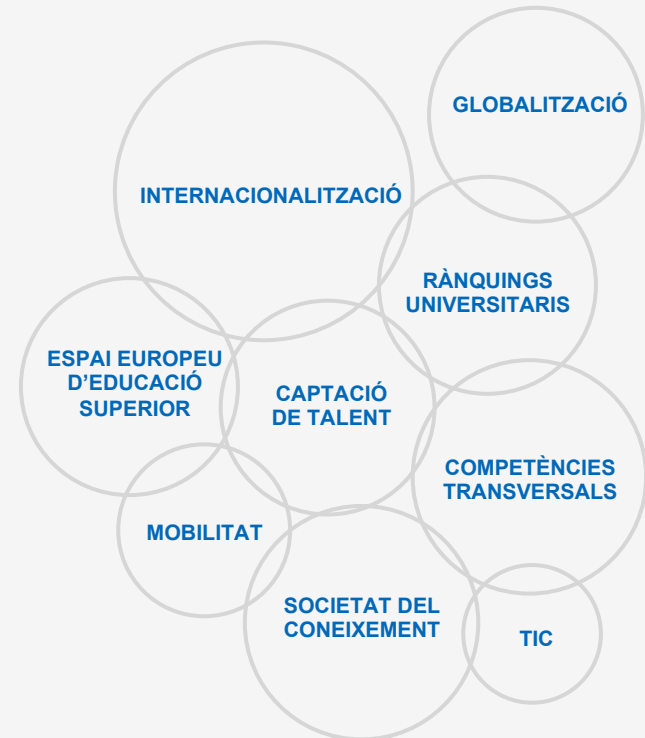 GLOBALITZACIÓ
INTERNACIONALITZACIÓ
RÀNQUINGS
UNIVERSITARIS
ESPAI EUROPEU
D’EDUCACIÓ
SUPERIOR
CAPTACIÓ
DE TALENT
COMPETÈNCIES
TRANSVERSALS
MOBILITAT
SOCIETAT DEL
CONEIXEMENT
TIC